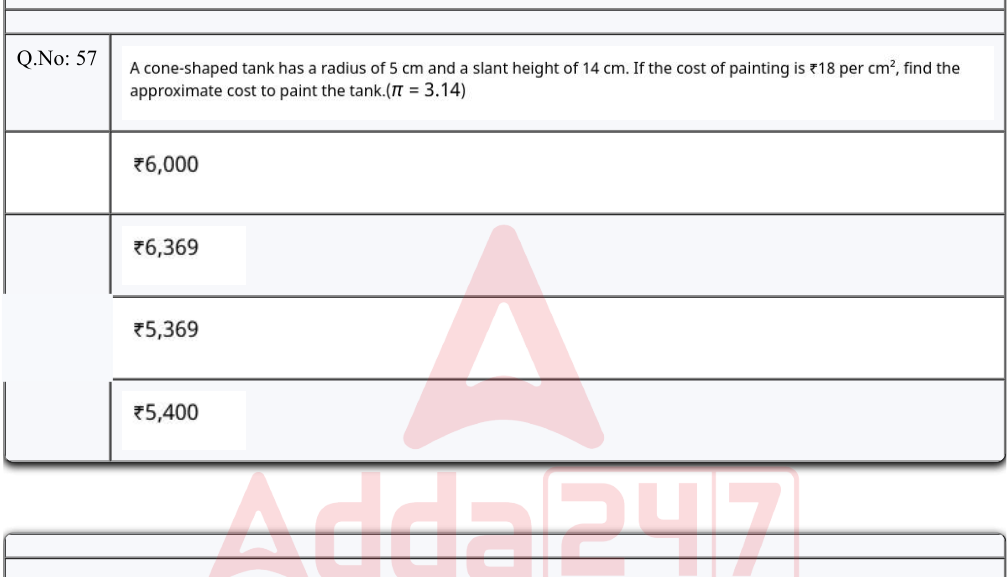 Q.No: 57
A cone-shaped tank has a radius of 5 cm and a slant height of 14 cm. If the cost of painting is ₹18 per cm², find the
approximate cost to paint the tank.(π = 3.14)
₹6,000
₹6,369
₹5,369
₹5,400
Adda247